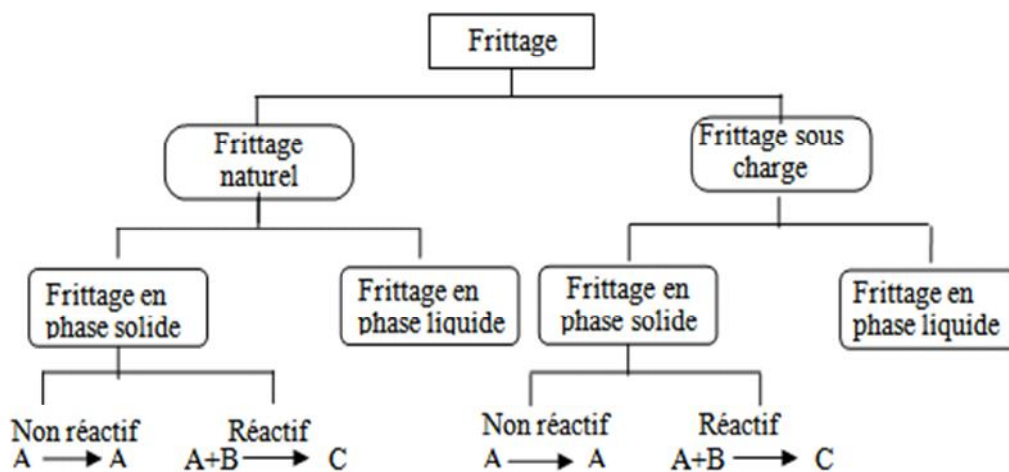 Frittage
Frittage
naturel
Frittage sous
charge
Frittage en
phase solide
Frittage en
phase liquide
Frittage en
phase solide
Frittage en
phase liquide
Non réactif
A → A
Réactif
A+B → C
Non réactif
A → A
Réactif
A+B → C